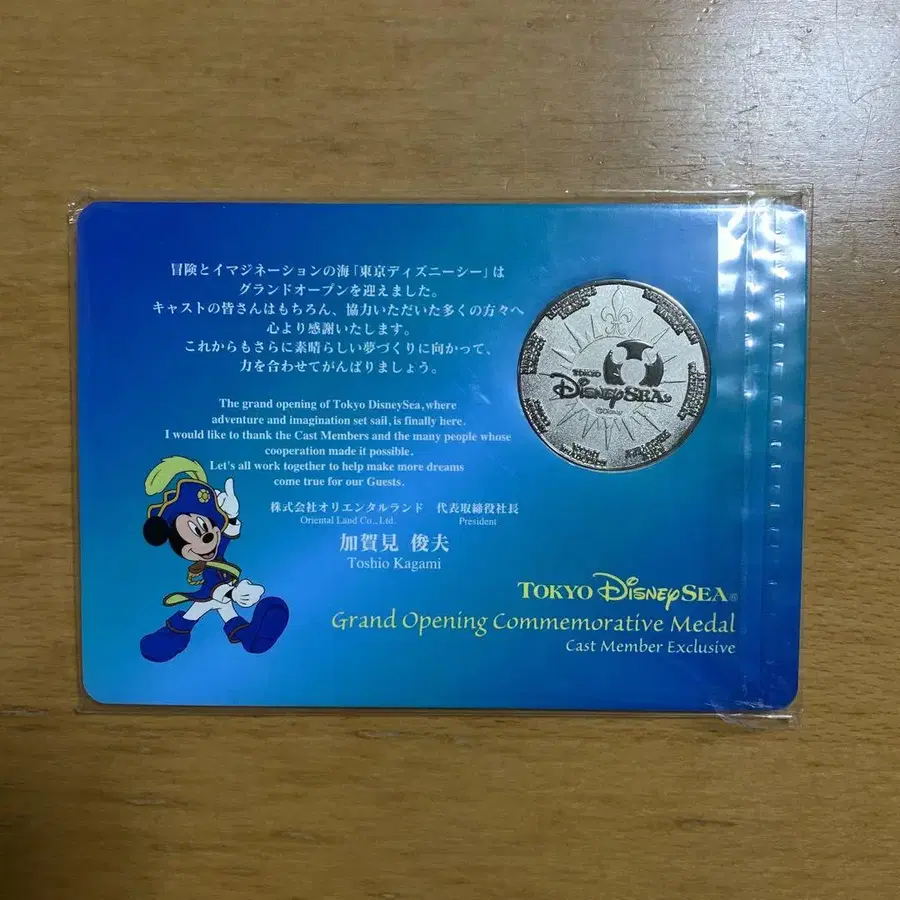 冒険とイマジネーションの海「東京ディズニーシー」は
グランドオープンを迎えました。
キャストの皆さんはもちろん、協力いただいた多くの方々へ
心より感謝いたします。
これからもさらに素晴らしい夢づくりに向かって、
力を合わせてがんばりましょう。
The grand opening of Tokyo DisneySea, where
adventure and imagination set sail, is finally here.
I would like to thank the Cast Members and the many people whose
cooperation made it possible.
Let's all work together to help make more dreams
come true for our Guests.
株式会社オリエンタルランド 代表取締役社長
Oriental Land Co., Ltd. President
加賀見 俊夫
Toshio Kagami
TOKYO
DISNEYSEA®
©Disney
TOKYO DISNEYSEA®
Grand Opening Commemorative Medal
Cast Member Exclusive